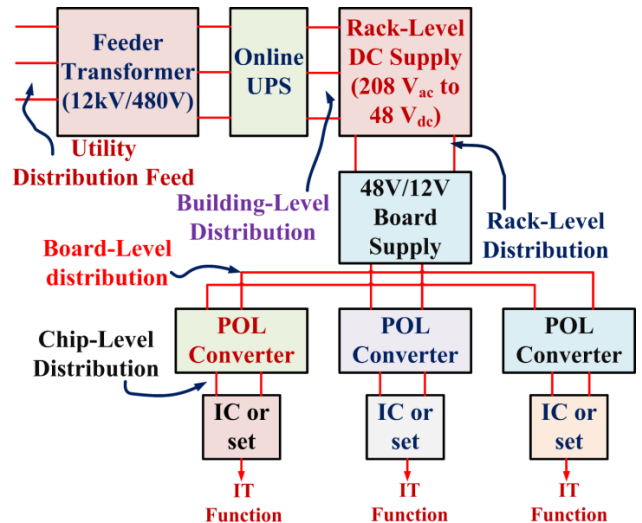 Feeder
Transformer
(12kV/480V)
Online
UPS
Rack-Level
DC Supply
(208 Vac to
48 Vdc)
Utility
Distribution Feed
Building-Level
Distribution
48V/12V
Board
Supply
Rack-Level
Distribution
Board-Level
distribution
Chip-Level
Distribution
POL
Converter
POL
Converter
POL
Converter
IC or
set
IC or
set
IC or
set
IT
Function
IT
Function
IT
Function